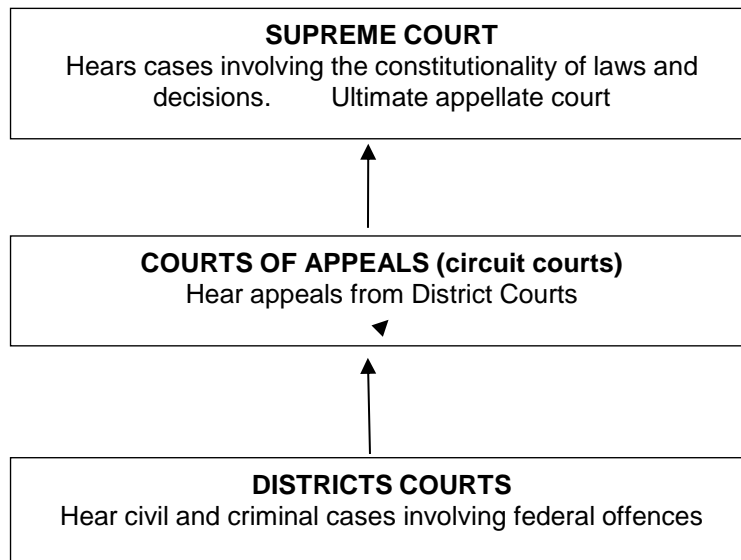 SUPREME COURT
Hears cases involving the constitutionality of laws and
decisions. Ultimate appellate court
COURTS OF APPEALS (circuit courts)
Hear appeals from District Courts
DISTRICTS COURTS
Hear civil and criminal cases involving federal offences